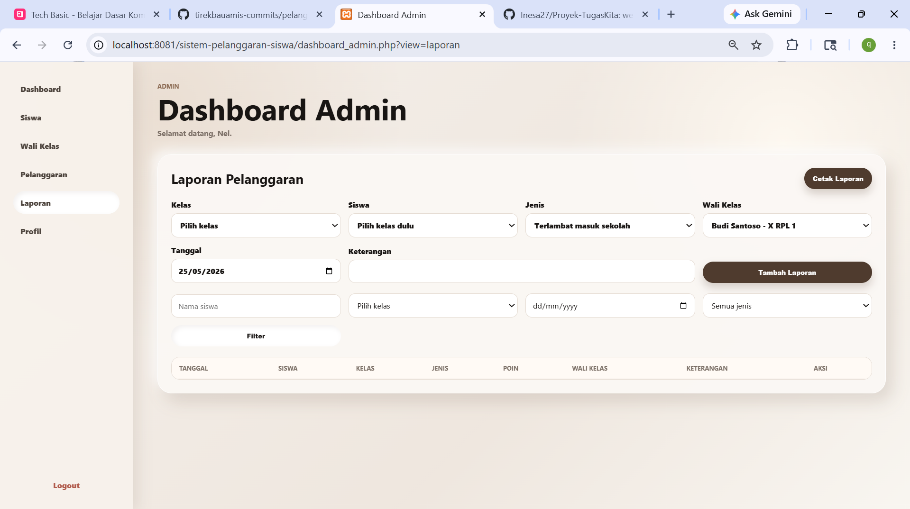 Tech Basic - Belajar Dasar Kom
tirekbauamis-commits/pelang
Dashboard Admin
Inesa27/Proyek-TugasKita: we
Ask Gemini
localhost:8081/sistem-pelanggaran-siswa/dashboard_admin.php?view=laporan
Dashboard
Siswa
Wali Kelas
Pelanggaran
Laporan
Profil
Logout
ADMIN
Dashboard Admin
Selamat datang, Nel.
Laporan Pelanggaran
Cetak Laporan
Kelas Siswa Jenis Wali Kelas
Pilih kelas Pilih kelas dulu Terlambat masuk sekolah Budi Santoso - X RPL 1
Tanggal Keterangan
25/05/2026 Tambah Laporan
Nama siswa Pilih kelas dd/mm/yyyy Semua jenis
Filter
TANGGAL SISWA KELAS JENIS POIN WALI KELAS KETERANGAN AKSI